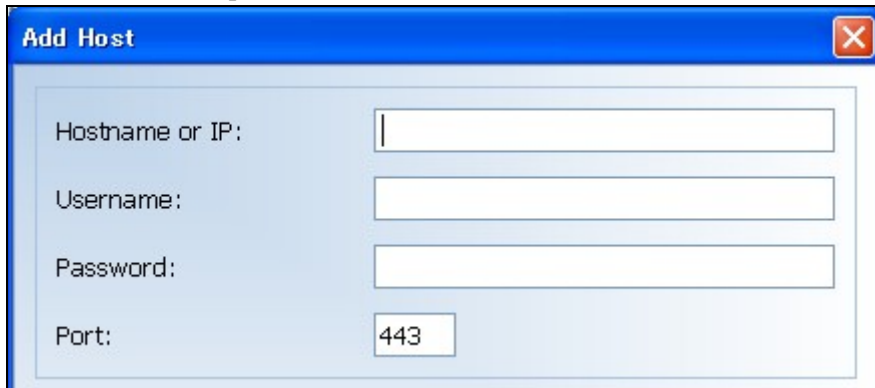 Add Host
Hostname or IP:
Username:
Password:
Port: 443